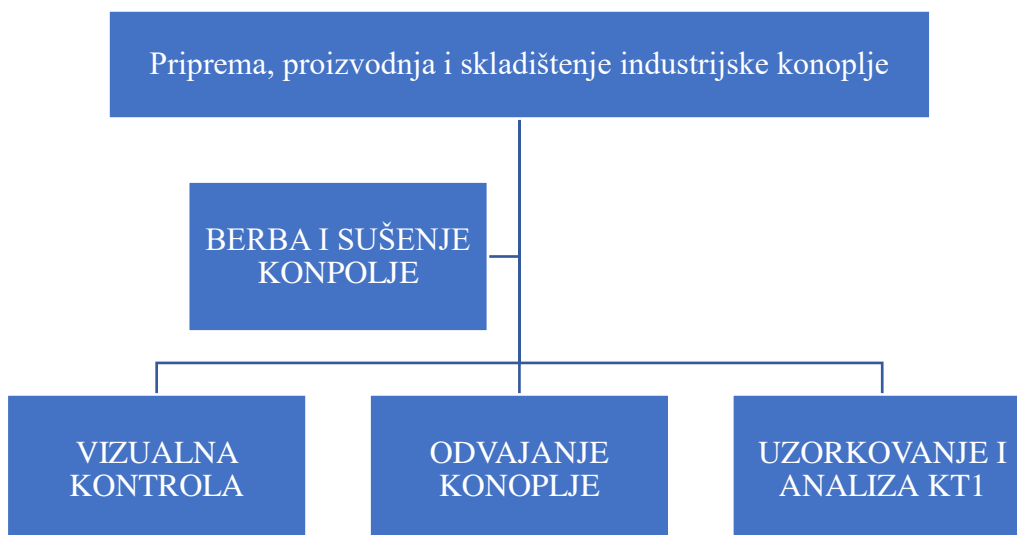 Priprema, proizvodnja i skladištenje industrijske konoplje
BERBA I SUŠENJE
KONPOLJE
VIZUALNA
KONTROLA
ODVAJANJE
KONOPLJE
UZORKOVANJE I
ANALIZA KT1